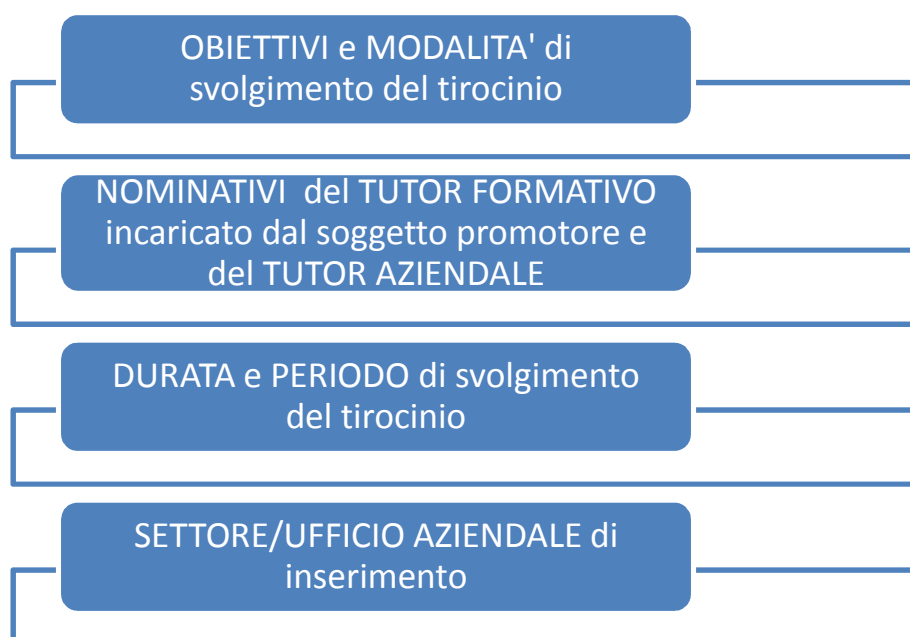 OBIETTIVI e MODALITA' di
svolgimento del tirocinio
NOMINATIVI del TUTOR FORMATIVO
incaricato dal soggetto promotore e
del TUTOR AZIENDALE
DURATA e PERIODO di svolgimento
del tirocinio
SETTORE/UFFICIO AZIENDALE di
inserimento